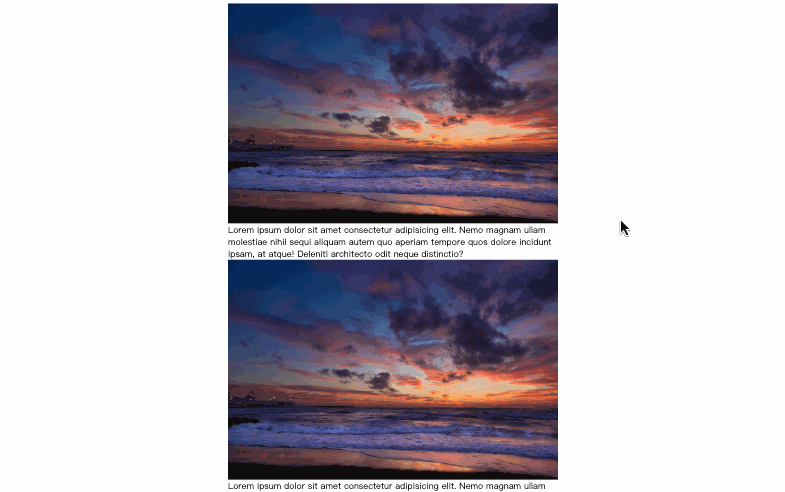 Lorem ipsum dolor sit amet consectetur adipisicing elit. Nemo magnam ullam
molestiae nihil sequi aliquam autem quo aperiam tempore quos dolore incidunt
ipsam, at atque! Deleniti architecto odit neque distinctio?
Lorem ipsum dolor sit amet consectetur adipisicing elit. Nemo magnam ullam